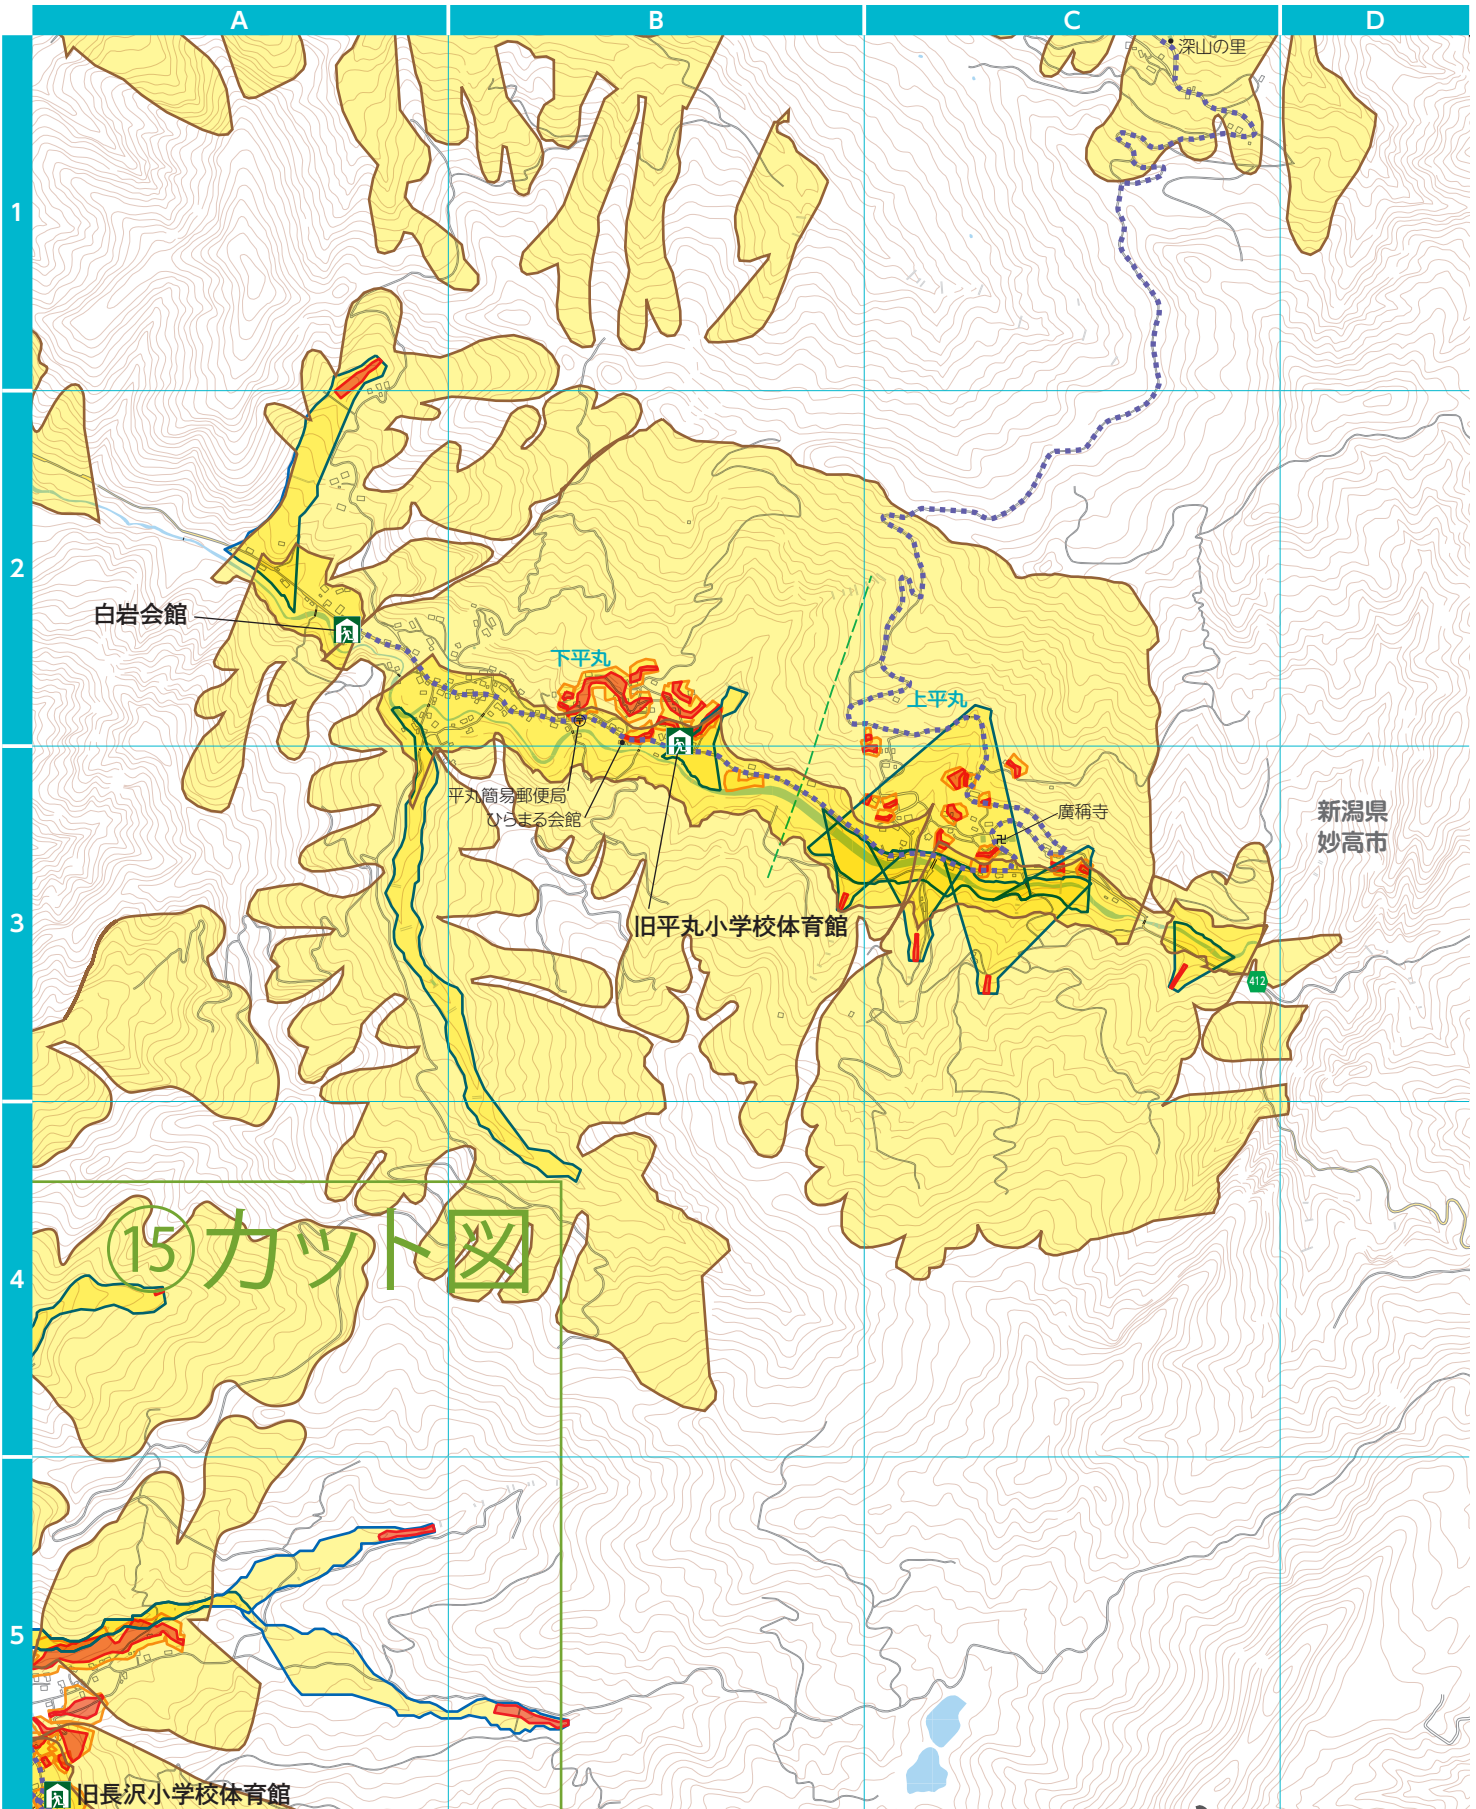 A
B
C
D
1
2
3
4
5
深山の里
白岩会館
下平丸
上平丸
平丸簡易郵便局
ひらまる会館
廣稱寺
新潟県
妙高市
旧平丸小学校体育館
412
⑮カット図
旧長沢小学校体育館